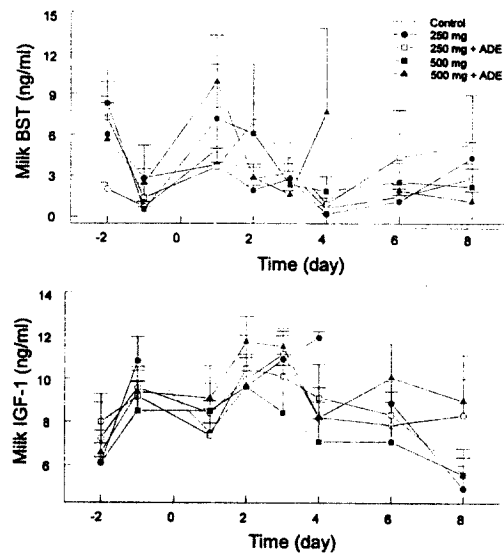 15
12
9
6
3
0
Milk BST (ng/ml)
Control
250 mg
250 mg + ADE
500 mg
500 mg + ADE
-2 0 2 4 6 8
Time (day)
14
12
10
8
6
Milk IGF-1 (ng/ml)
-2 0 2 4 6 8
Time (day)